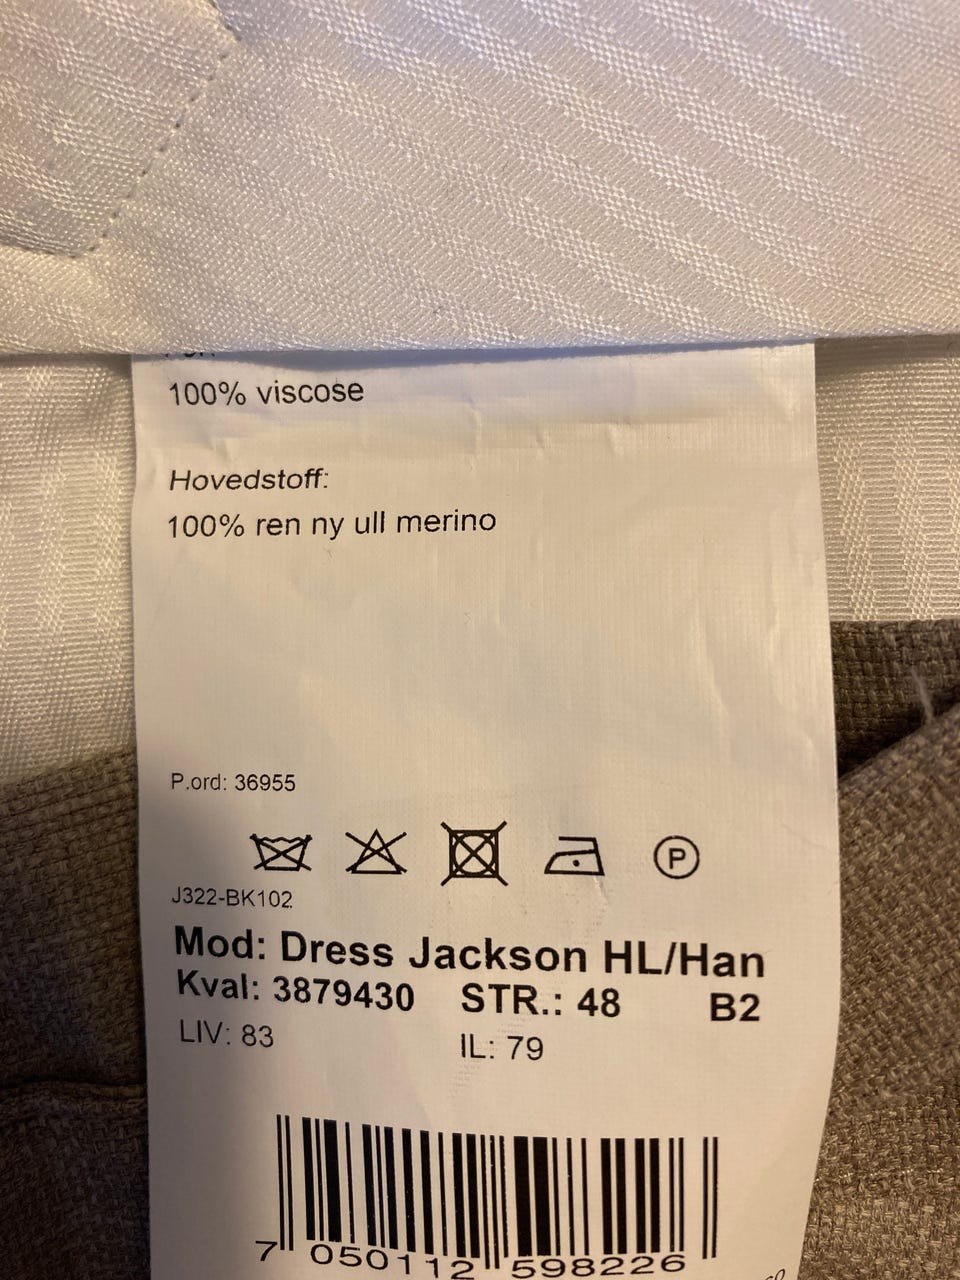 100% viscose
Hovedstoff:
100% ren ny ull merino
P.ord: 36955
P
J322-BK102
Mod: Dress Jackson HL/Han
Kval: 3879430 STR.: 48 B2
LIV: 83 IL: 79
7 050112 598226